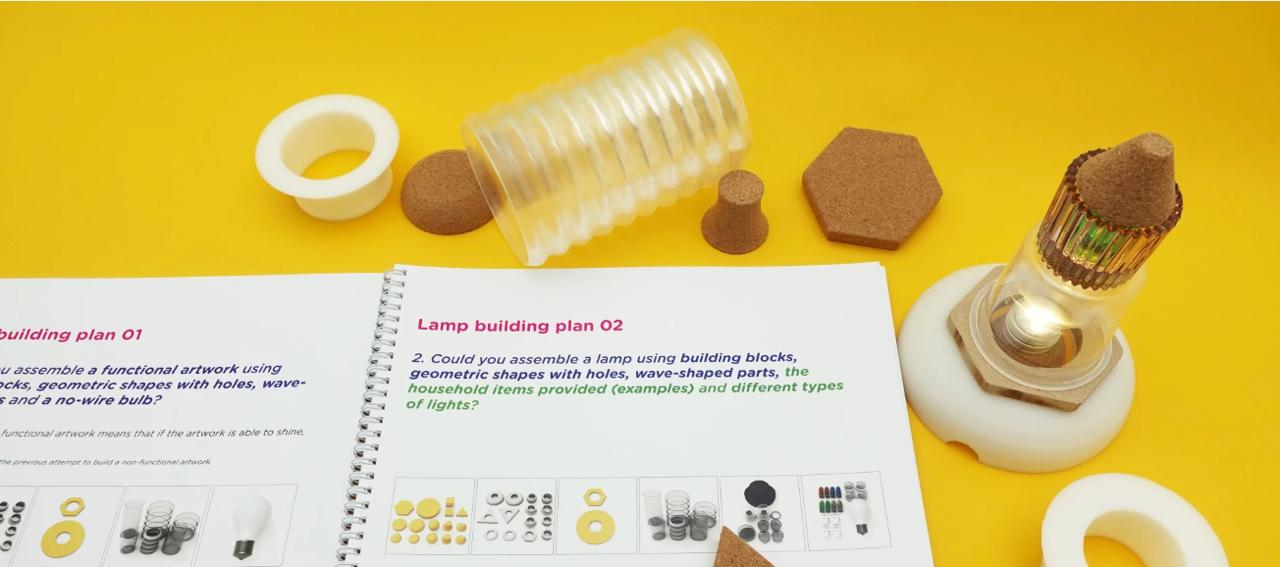 building plan 01
u assemble a functional artwork using
ocks, geometric shapes with holes, wave-
s and a no-wire bulb?
functional artwork means that if the artwork is able to shine,
the previous attempt to build a non-functional artwork.
Lamp building plan 02
2. Could you assemble a lamp using building blocks,
geometric shapes with holes, wave-shaped parts, the
household items provided (examples) and different types
of lights?